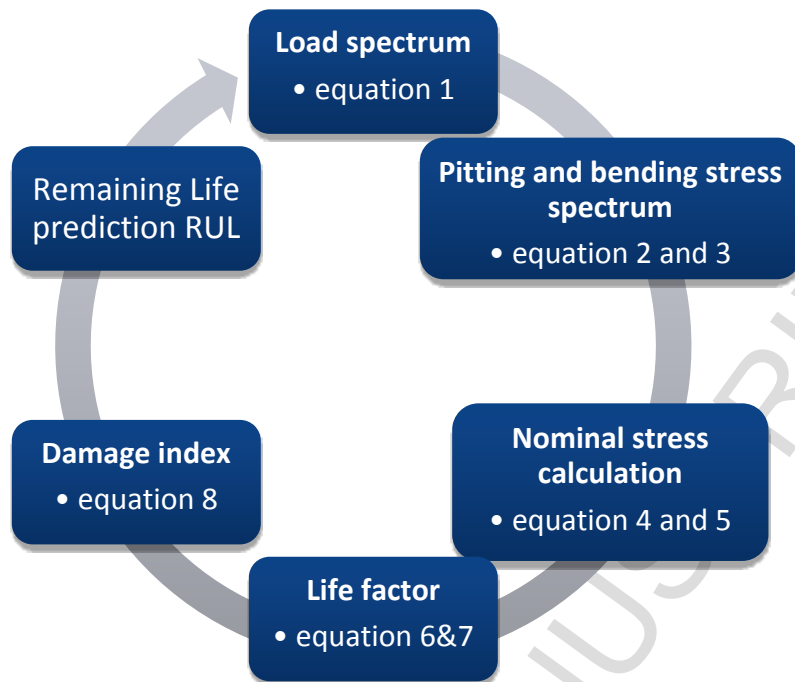 Load spectrum
• equation 1
Pitting and bending stress
spectrum
• equation 2 and 3
Nominal stress
calculation
• equation 4 and 5
Life factor
• equation 6&7
Damage index
• equation 8
Remaining Life
prediction RUL